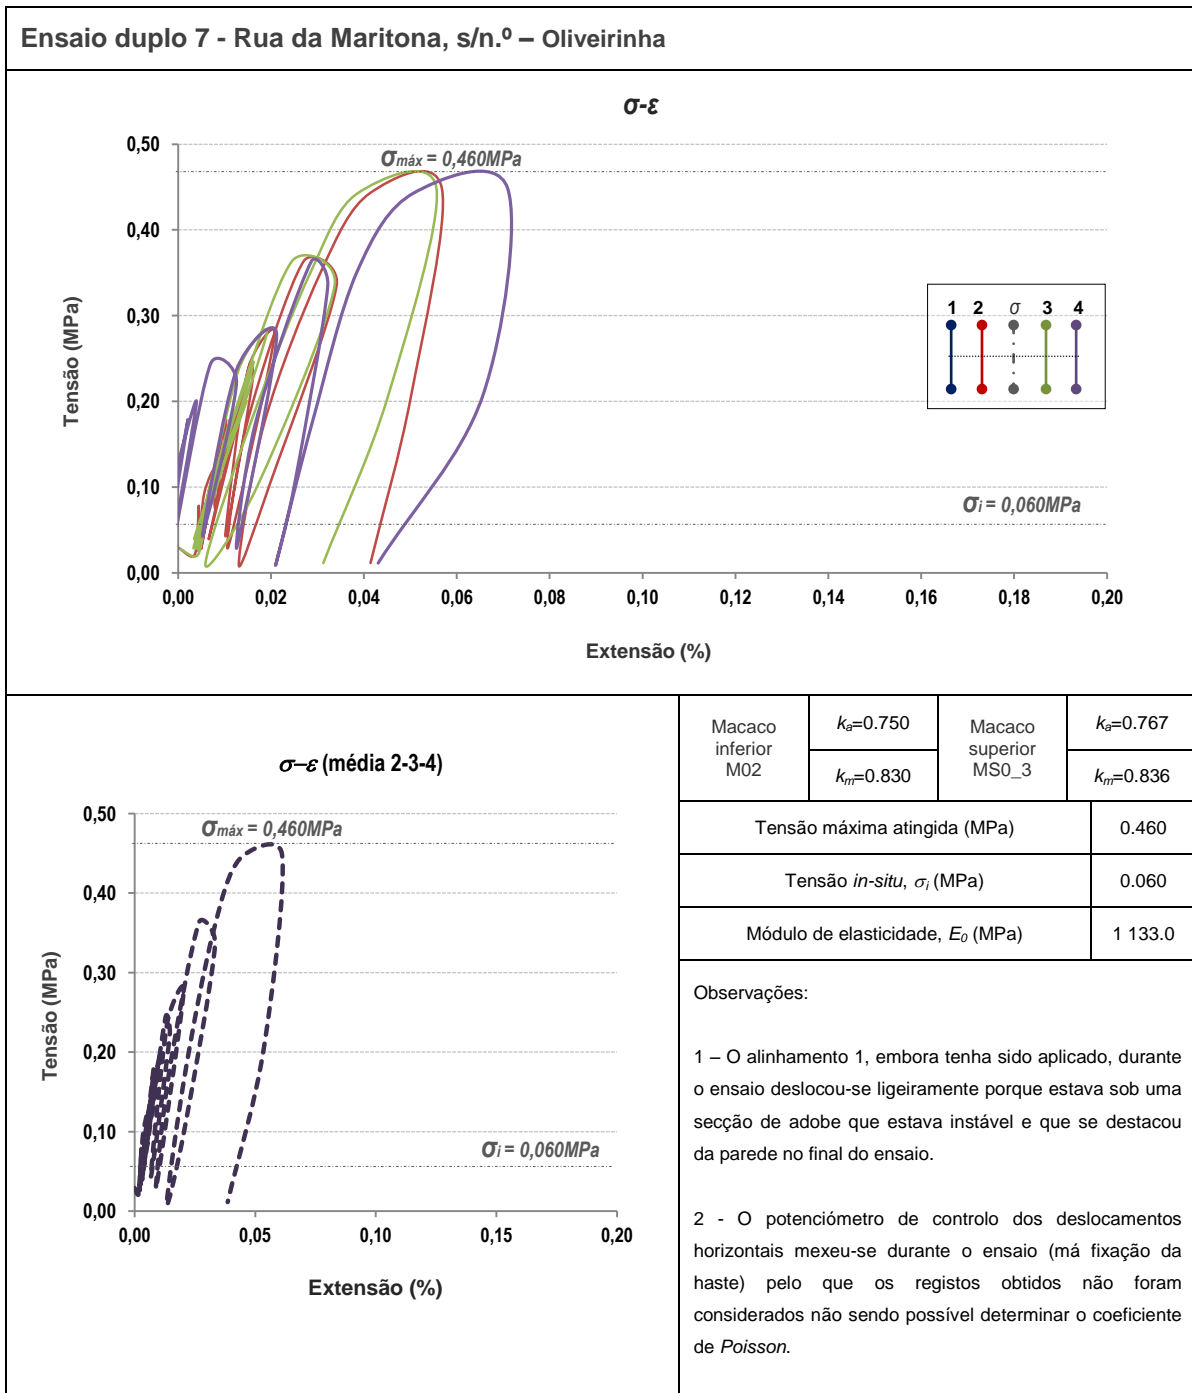 Ensaio duplo 7 - Rua da Maritona, s/n.º – Oliveirinha
σ-ε
0,50
0,40
0,30
0,20
0,10
0,00
Tensão (MPa)
σmáx = 0,460MPa
σi = 0,060MPa
1 2 σ 3 4
0,00 0,02 0,04 0,06 0,08 0,10 0,12 0,14 0,16 0,18 0,20
Extensão (%)
σ–ε (média 2-3-4)
0,50
0,40
0,30
0,20
0,10
0,00
Tensão (MPa)
σmáx = 0,460MPa
σi = 0,060MPa
0,00 0,05 0,10 0,15 0,20
Extensão (%)
Macaco
inferior
M02
ka=0.750
km=0.830
Macaco
superior
MS0_3
ka=0.767
km=0.836
Tensão máxima atingida (MPa) 0.460
Tensão in-situ, σi (MPa) 0.060
Módulo de elasticidade, E0 (MPa) 1 133.0
Observações:
1 – O alinhamento 1, embora tenha sido aplicado, durante
o ensaio deslocou-se ligeiramente porque estava sob uma
secção de adobe que estava instável e que se destacou
da parede no final do ensaio.
2 - O potenciómetro de controlo dos deslocamentos
horizontais mexeu-se durante o ensaio (má fixação da
haste) pelo que os registos obtidos não foram
considerados não sendo possível determinar o coeficiente
de Poisson.